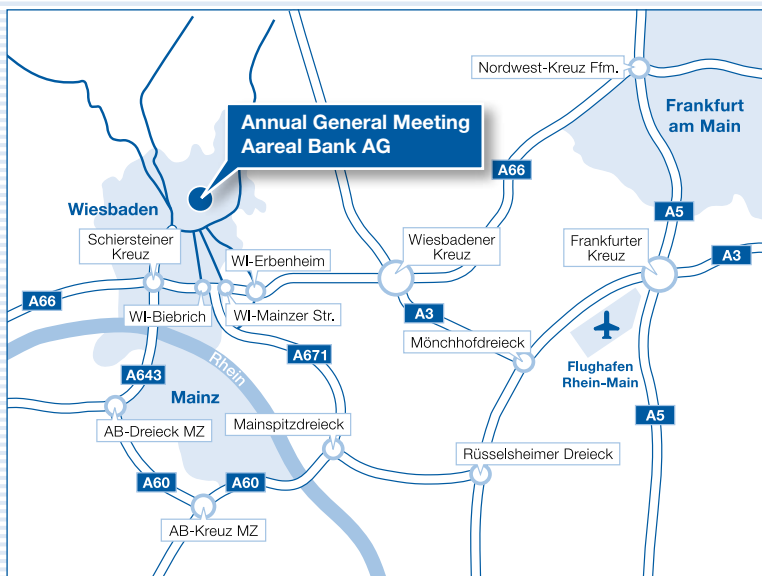 Nordwest-Kreuz Ffm.
Frankfurt
am Main
Annual General Meeting
Aareal Bank AG
A66
Wiesbaden
A5
Schiersteiner
Kreuz
WI-Erbenheim
Wiesbadener
Kreuz
Frankfurter
Kreuz
A3
A66
WI-Biebrich
WI-Mainzer Str.
A3
Mönchhofdreieck
Rhein
A671
Flughafen
Rhein-Main
A643
Mainz
A5
AB-Dreieck MZ
Mainspitzdreieck
Rüsselsheimer Dreieck
A60
A60
AB-Kreuz MZ